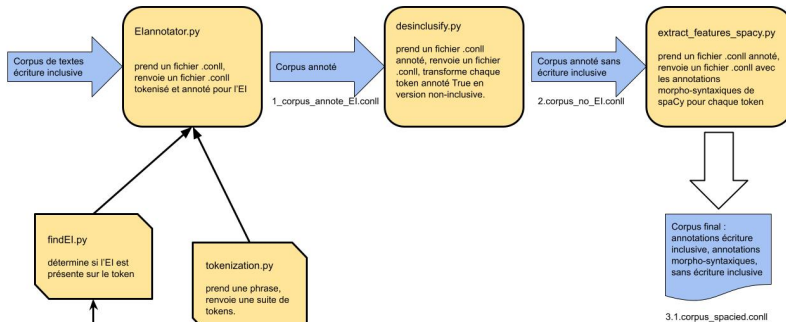 Corpus de textes
écriture inclusive
EIannotator.py
prend un fichier .conll,
renvoie un fichier .conll
tokenisé et annoté pour l'EI
Corpus annoté
1_corpus_annote_EI.conll
desinclusify.py
prend un fichier .conll
annoté, renvoie un fichier
.conll, transforme chaque
token annoté True en
version non-inclusive.
Corpus annoté sans
écriture inclusive
2.corpus_no_EI.conll
extract_features_spacy.py
prend un fichier .conll annoté,
renvoie un fichier .conll avec
les annotations
morpho-syntaxiques de
spaCy pour chaque token
findEI.py
détermine si l'EI est
présente sur le token
tokenization.py
prend une phrase,
renvoie une suite de
tokens.
Corpus final :
annotations écriture
inclusive, annotations
morpho-syntaxiques,
sans écriture inclusive
3.1.corpus_spacied.conll